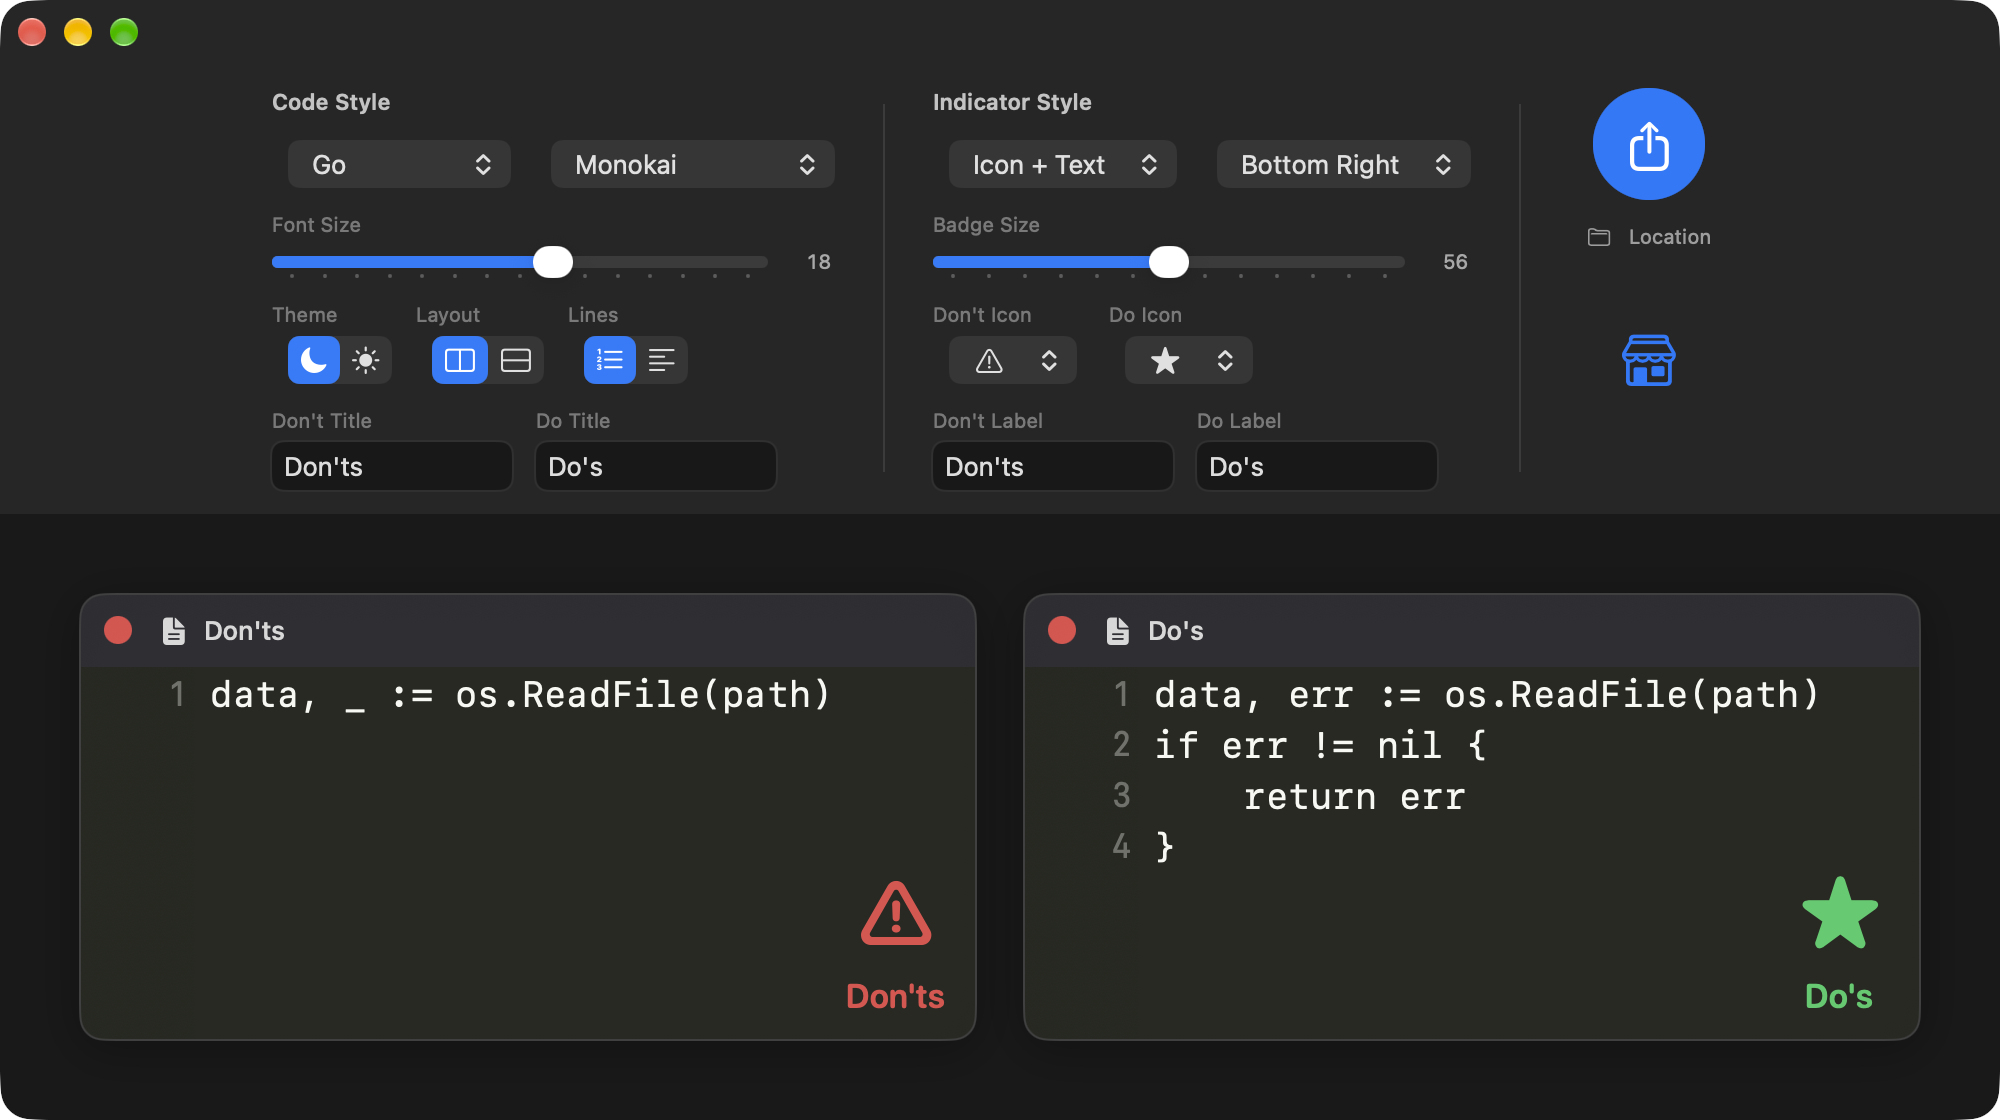 Code Style
Go
Monokai
Font Size
18
Theme
Layout
Lines
1
2
3
Don't Title
Do Title
Don'ts
Do's
Indicator Style
Icon + Text
Bottom Right
Badge Size
56
Don't Icon
Do Icon
Don't Label
Do Label
Don'ts
Do's
Location
Don'ts
1 data, _ := os.ReadFile(path)
Don'ts
Do's
1 data, err := os.ReadFile(path)
2 if err != nil {
3     return err
4 }
Do's